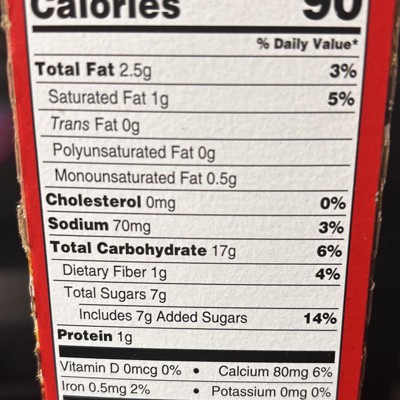 Calories 90
% Daily Value*
Total Fat 2.5g 3%
Saturated Fat 1g 5%
Trans Fat 0g
Polyunsaturated Fat 0g
Monounsaturated Fat 0.5g
Cholesterol 0mg 0%
Sodium 70mg 3%
Total Carbohydrate 17g 6%
Dietary Fiber 1g 4%
Total Sugars 7g
Includes 7g Added Sugars 14%
Protein 1g
Vitamin D 0mcg 0% • Calcium 80mg 6%
Iron 0.5mg 2% • Potassium 0mg 0%